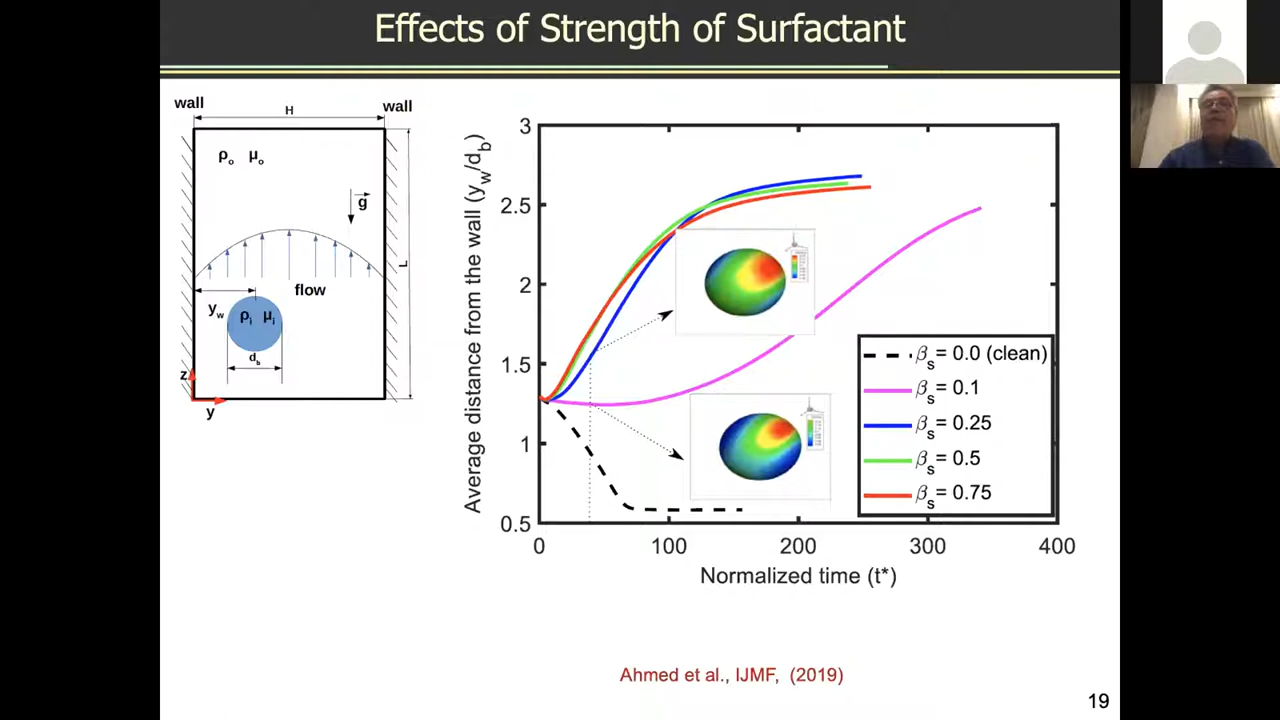 Effects of Strength of Surfactant
wall
H
wall
ρo μo
g
L
flow
yw
ρi μi
db
z
y
Average distance from the wall (yw/db)
3
2.5
2
1.5
1
0.5
0
100
200
300
400
Normalized time (t*)
βs = 0.0 (clean)
βs = 0.1
βs = 0.25
βs = 0.5
βs = 0.75
Ahmed et al., IJMF, (2019)
19